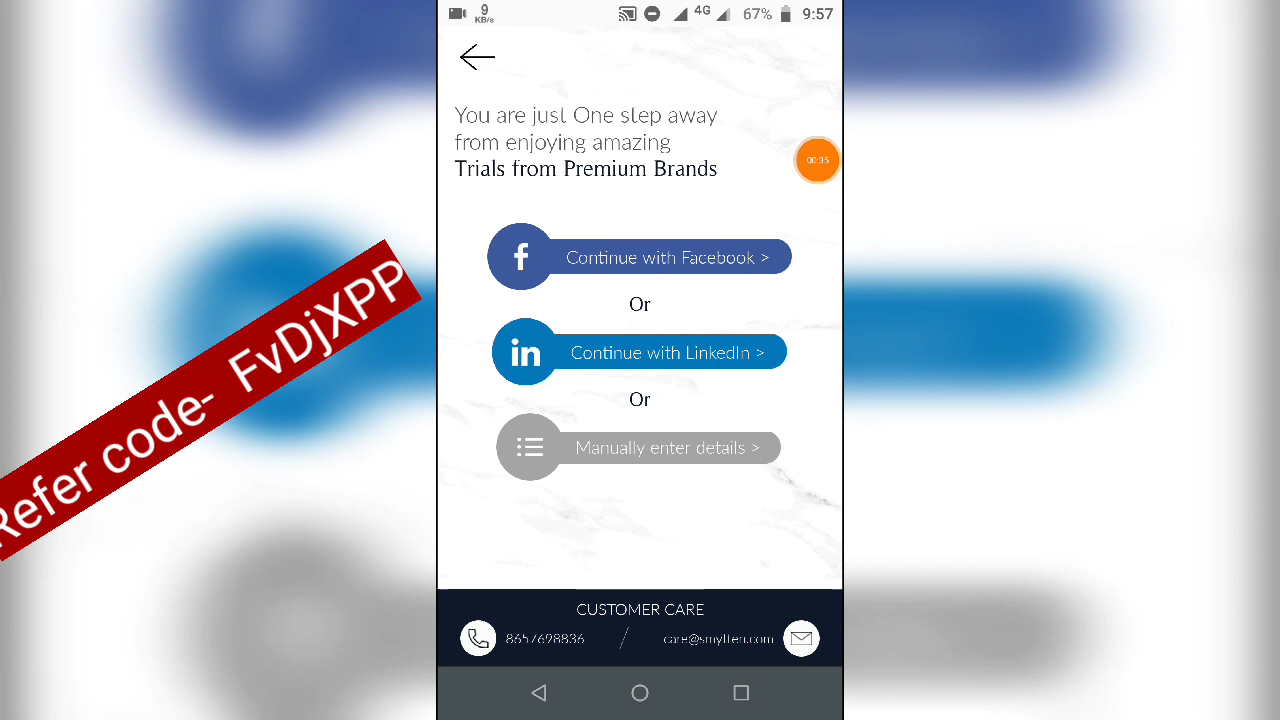 9
KB/s
4G
67%
9:57
You are just One step away
from enjoying amazing
Trials from Premium Brands
00:35
f
Continue with Facebook >
Or
in
Continue with LinkedIn >
Or
Manually enter details >
Refer code- FvDjXPP
CUSTOMER CARE
8657698836 / care@smytten.com